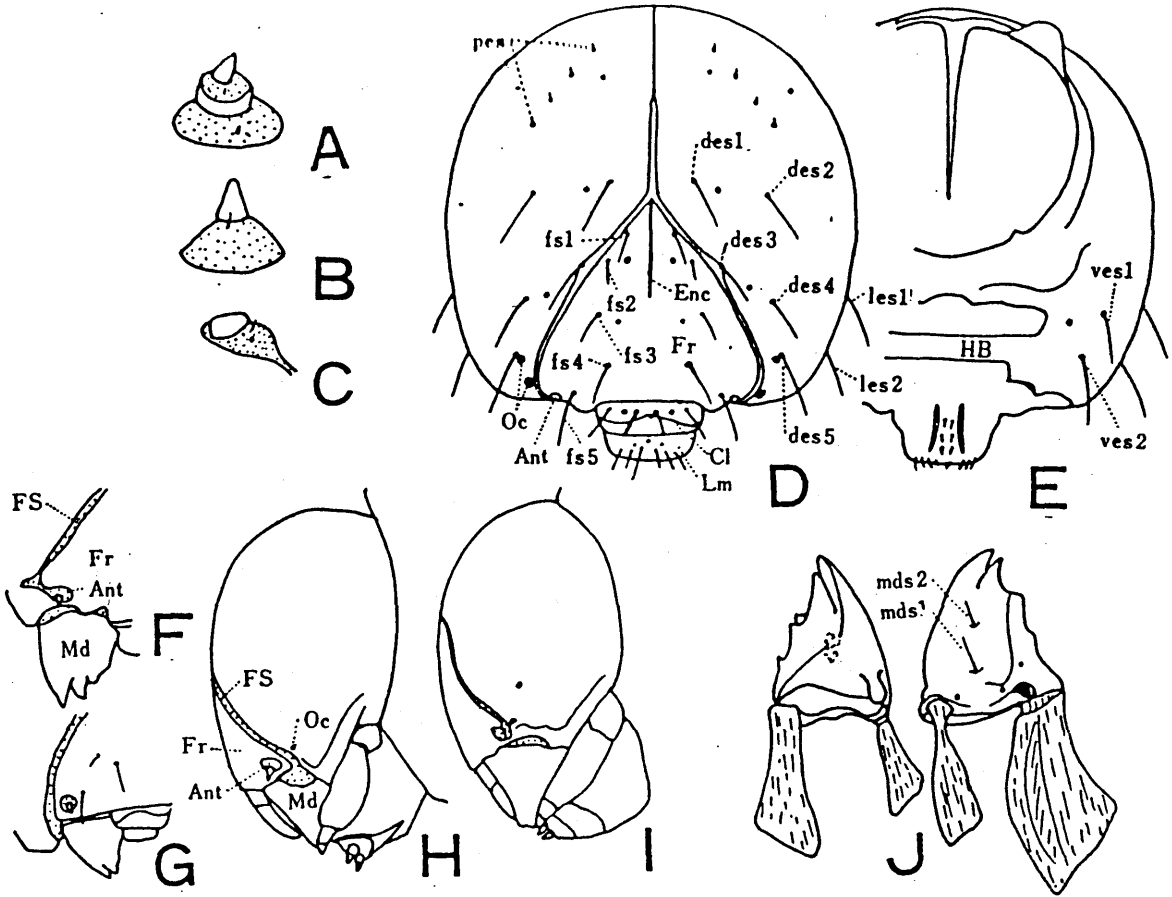 pes
A
des1
des2
B
fs1
des3
Enc
des4
les1
ves1
fs2
C
fs3
Fr
HB
fs4
les2
Oc
des5
ves2
Ant
fs5
Cl
Lm
D
E
FS
Fr
Ant
F
Md
mds2
mds1
FS
Oc
Fr
Ant
Md
G
H
I
J